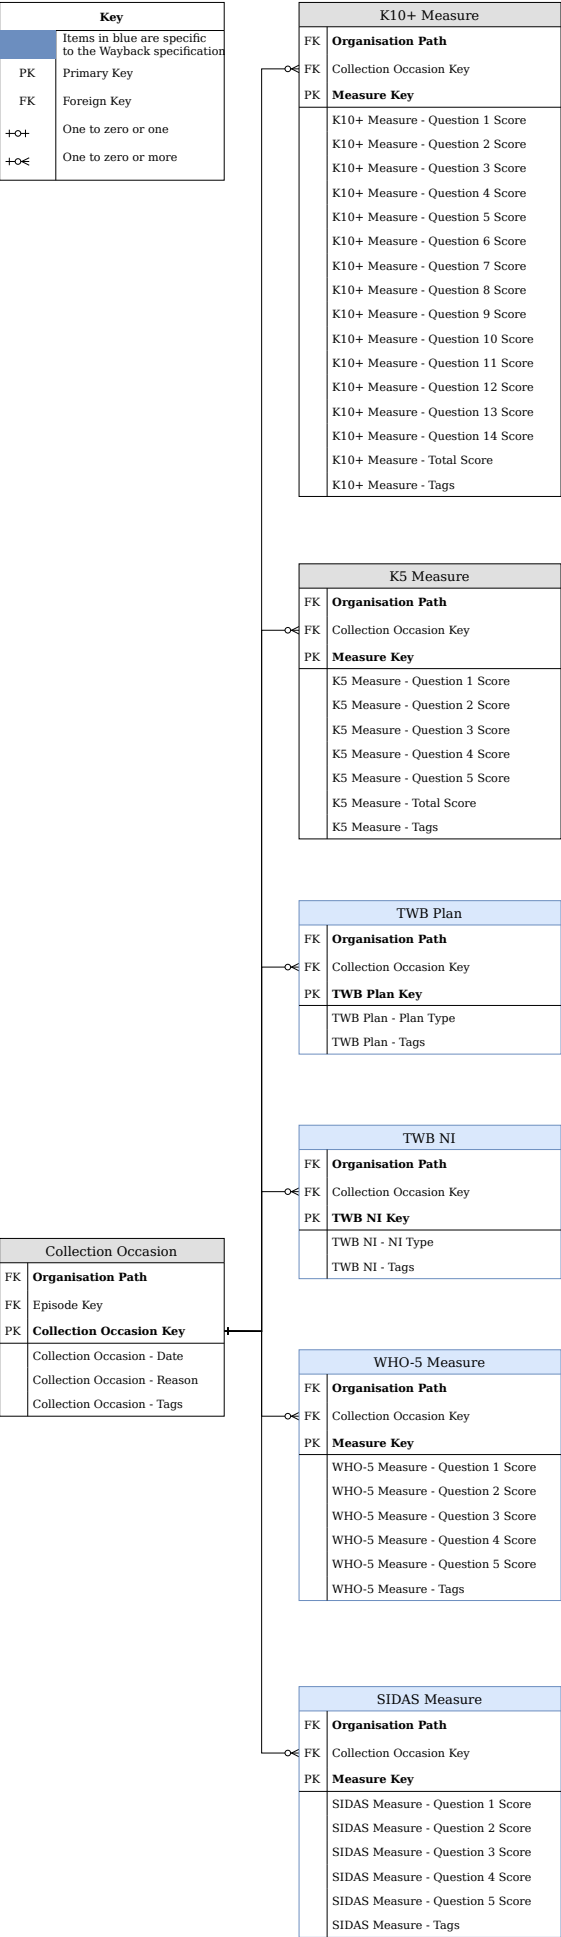 Key
Items in blue are specific
to the Wayback specification
PK Primary Key
FK Foreign Key
One to zero or one
One to zero or more
K10+ Measure
FK Organisation Path
FK Collection Occasion Key
PK Measure Key
K10+ Measure - Question 1 Score
K10+ Measure - Question 2 Score
K10+ Measure - Question 3 Score
K10+ Measure - Question 4 Score
K10+ Measure - Question 5 Score
K10+ Measure - Question 6 Score
K10+ Measure - Question 7 Score
K10+ Measure - Question 8 Score
K10+ Measure - Question 9 Score
K10+ Measure - Question 10 Score
K10+ Measure - Question 11 Score
K10+ Measure - Question 12 Score
K10+ Measure - Question 13 Score
K10+ Measure - Question 14 Score
K10+ Measure - Total Score
K10+ Measure - Tags
K5 Measure
FK Organisation Path
FK Collection Occasion Key
PK Measure Key
K5 Measure - Question 1 Score
K5 Measure - Question 2 Score
K5 Measure - Question 3 Score
K5 Measure - Question 4 Score
K5 Measure - Question 5 Score
K5 Measure - Total Score
K5 Measure - Tags
TWB Plan
FK Organisation Path
FK Collection Occasion Key
PK TWB Plan Key
TWB Plan - Plan Type
TWB Plan - Tags
TWB NI
FK Organisation Path
FK Collection Occasion Key
PK TWB NI Key
TWB NI - NI Type
TWB NI - Tags
Collection Occasion
FK Organisation Path
FK Episode Key
PK Collection Occasion Key
Collection Occasion - Date
Collection Occasion - Reason
Collection Occasion - Tags
WHO-5 Measure
FK Organisation Path
FK Collection Occasion Key
PK Measure Key
WHO-5 Measure - Question 1 Score
WHO-5 Measure - Question 2 Score
WHO-5 Measure - Question 3 Score
WHO-5 Measure - Question 4 Score
WHO-5 Measure - Question 5 Score
WHO-5 Measure - Tags
SIDAS Measure
FK Organisation Path
FK Collection Occasion Key
PK Measure Key
SIDAS Measure - Question 1 Score
SIDAS Measure - Question 2 Score
SIDAS Measure - Question 3 Score
SIDAS Measure - Question 4 Score
SIDAS Measure - Question 5 Score
SIDAS Measure - Tags